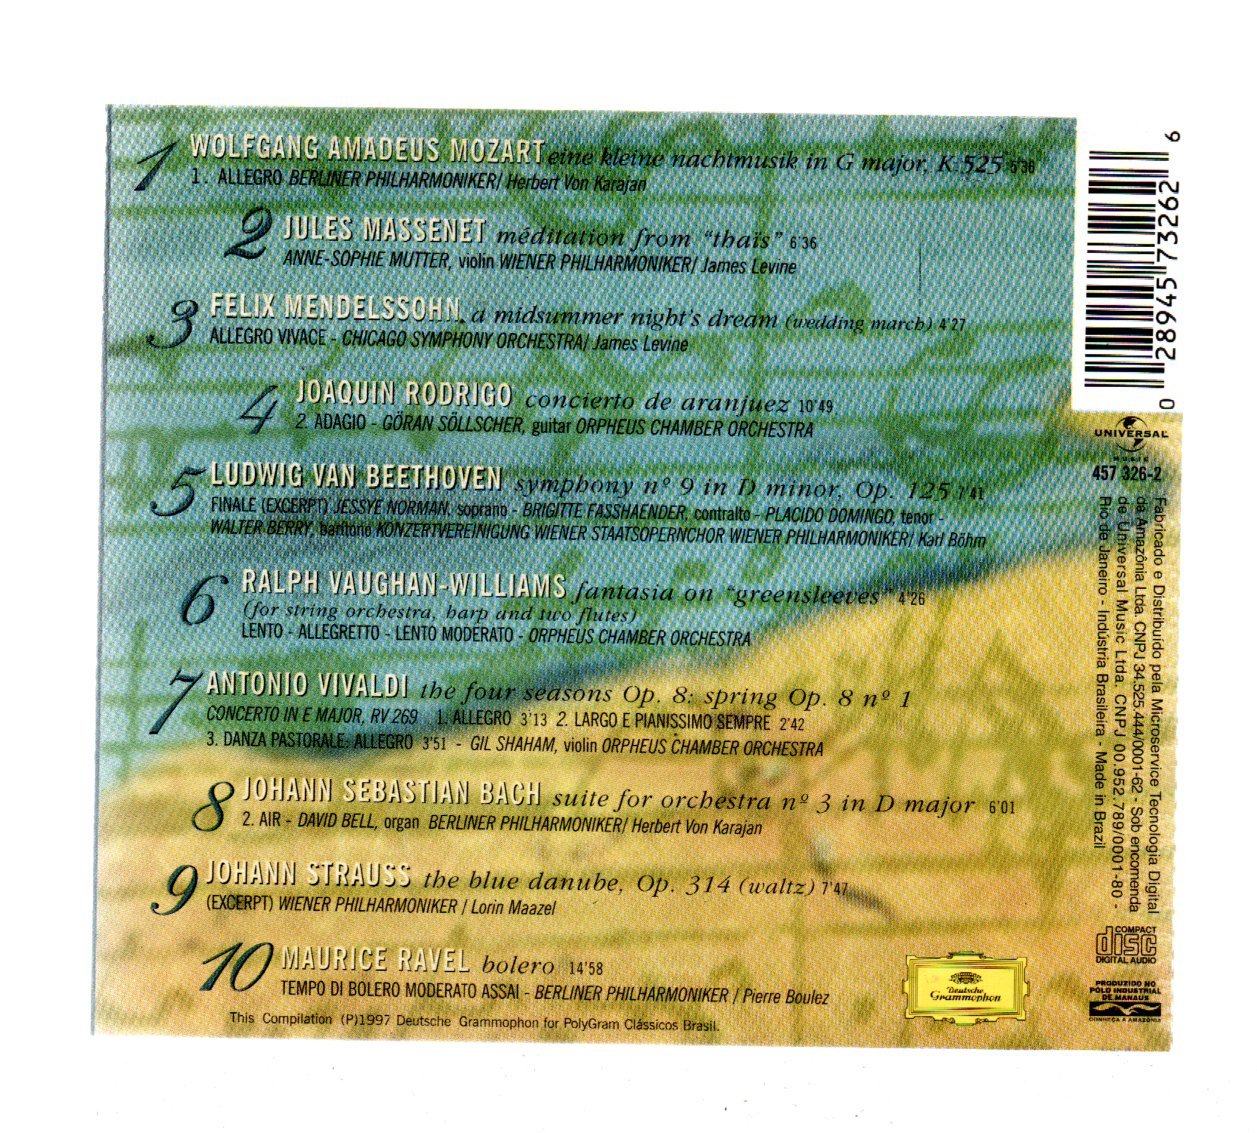 1 WOLFGANG AMADEUS MOZART eine kleine nachtmusik in G major, K.525 5'36
1. ALLEGRO BERLINER PHILHARMONIKER/ Herbert Von Karajan
2 JULES MASSENET méditation from "thaïs" 6'36
ANNE-SOPHIE MUTTER, violin WIENER PHILHARMONIKER/ James Levine
3 FELIX MENDELSSOHN a midsummer night's dream (wedding march) 4'27
ALLEGRO VIVACE - CHICAGO SYMPHONY ORCHESTRA/ James Levine
4 JOAQUIN RODRIGO concierto de aranjuez 10'49
2. ADAGIO - GÖRAN SÖLLSCHER, guitar ORPHEUS CHAMBER ORCHESTRA
5 LUDWIG VAN BEETHOVEN symphony nº 9 in D minor, Op. 125 1'41
FINALE (EXCERPT) JESSYE NORMAN, soprano - BRIGITTE FASSHAENDER, contralto - PLACIDO DOMINGO, tenor -
WALTER BERRY, baritone KONZERTVEREINIGUNG WIENER STAATSOPERNCHOR WIENER PHILHARMONIKER/ Karl Böhm
6 RALPH VAUGHAN-WILLIAMS fantasia on "greensleeves" 4'26
(for string orchestra, harp and two flutes)
LENTO - ALLEGRETTO - LENTO MODERATO - ORPHEUS CHAMBER ORCHESTRA
7 ANTONIO VIVALDI the four seasons Op. 8: spring Op. 8 nº 1
CONCERTO IN E MAJOR, RV 269 1. ALLEGRO 3'13 2. LARGO E PIANISSIMO SEMPRE 2'42
3. DANZA PASTORALE: ALLEGRO 3'51 - GIL SHAHAM, violin ORPHEUS CHAMBER ORCHESTRA
8 JOHANN SEBASTIAN BACH suite for orchestra nº 3 in D major 6'01
2. AIR - DAVID BELL, organ BERLINER PHILHARMONIKER/ Herbert Von Karajan
9 JOHANN STRAUSS the blue danube, Op. 314 (waltz) 7'47
(EXCERPT) WIENER PHILHARMONIKER / Lorin Maazel
10 MAURICE RAVEL bolero 14'58
TEMPO DI BOLERO MODERATO ASSAI - BERLINER PHILHARMONIKER / Pierre Boulez
This Compilation (P)1997 Deutsche Grammophon for PolyGram Clássicos Brasil.
Deutsche
Grammophon
0 28945 73262 6
UNIVERSAL
MUSIC
457 326-2
Fabricado e Distribuído pela Microservice Tecnologia Digital
da Amazônia Ltda. CNPJ 34.525.444/0001-62 - Sob encomenda
de Universal Music Ltda. CNPJ 00.952.789/0001-80 -
Rio de Janeiro - Indústria Brasileira - Made in Brazil
COMPACT
disc
DIGITAL AUDIO
PRODUZIDO NO
PÓLO INDUSTRIAL
DE MANAUS
CONHEÇA A AMAZÔNIA